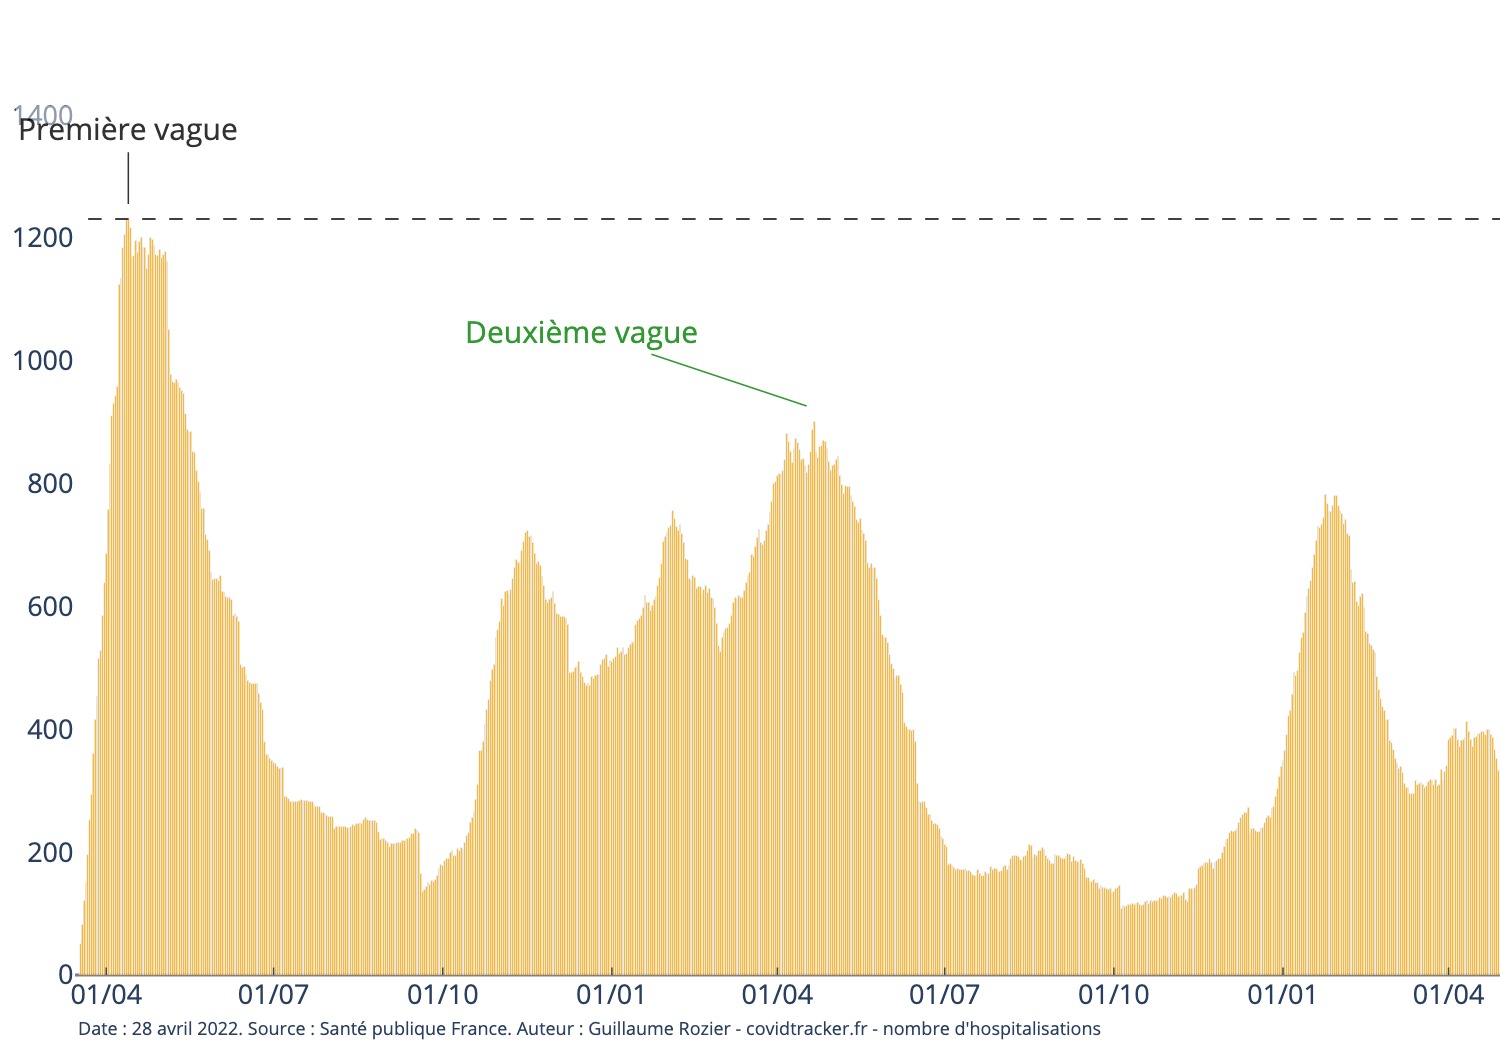 1400
Première vague
1200
Deuxième vague
1000
800
600
400
200
0
01/04 01/07 01/10 01/01 01/04 01/07 01/10 01/01 01/04
Date : 28 avril 2022. Source : Santé publique France. Auteur : Guillaume Rozier - covidtracker.fr - nombre d'hospitalisations